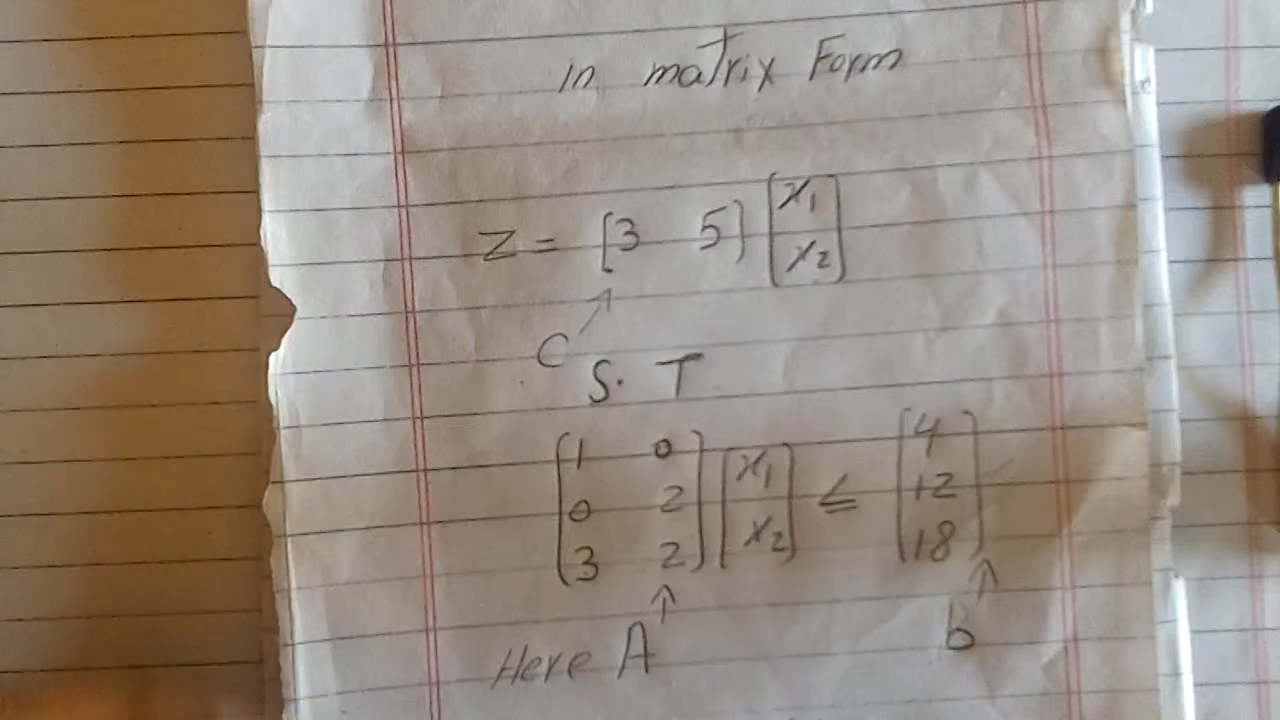 in matrix Form
Z = [3 5] [x1
x2]
C
S. T
[1 0
0 2
3 2] [x1
x2] ≤ [4
12
18]
Here A
b